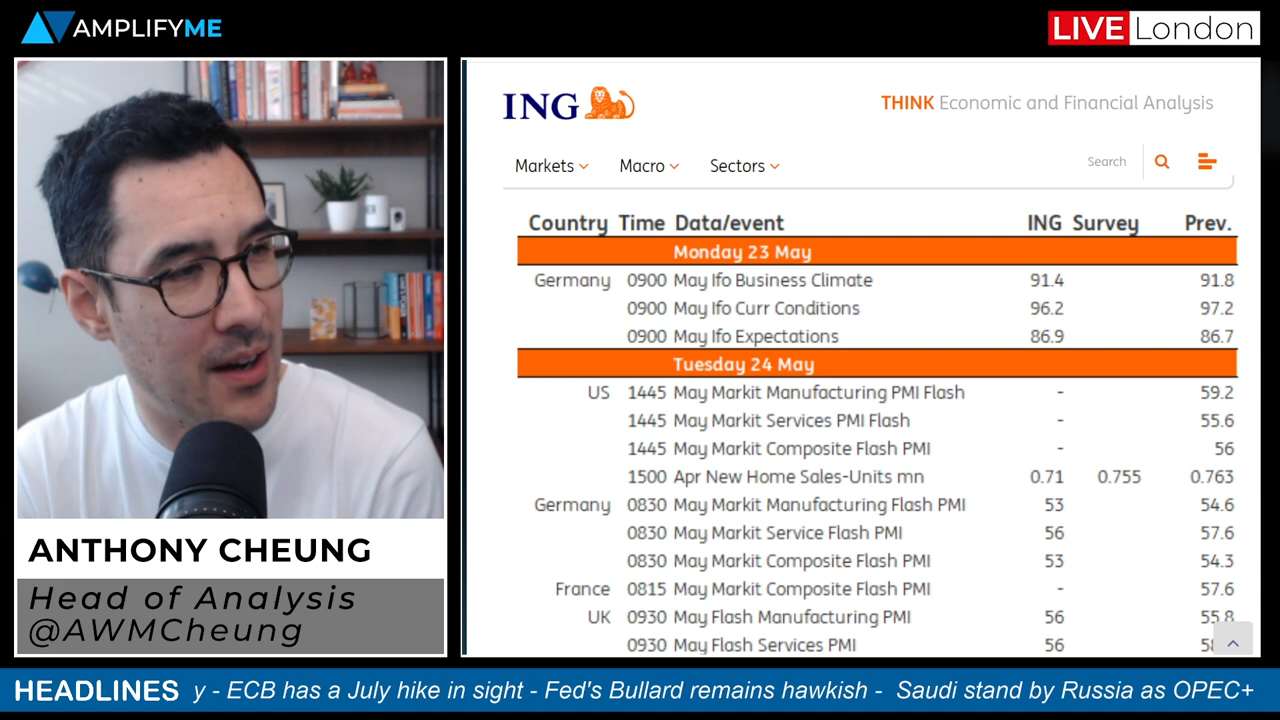 AMPLIFYME
LIVE London
ING
THINK Economic and Financial Analysis
Markets Macro Sectors Search
Country Time Data/event ING Survey Prev.
Monday 23 May
Germany 0900 May Ifo Business Climate 91.4 91.8
0900 May Ifo Curr Conditions 96.2 97.2
0900 May Ifo Expectations 86.9 86.7
Tuesday 24 May
US 1445 May Markit Manufacturing PMI Flash - 59.2
1445 May Markit Services PMI Flash - 55.6
1445 May Markit Composite Flash PMI - 56
1500 Apr New Home Sales-Units mn 0.71 0.755 0.763
Germany 0830 May Markit Manufacturing Flash PMI 53 54.6
0830 May Markit Service Flash PMI 56 57.6
0830 May Markit Composite Flash PMI 53 54.3
France 0815 May Markit Composite Flash PMI - 57.6
UK 0930 May Flash Manufacturing PMI 56 55.8
0930 May Flash Services PMI 56
ANTHONY CHEUNG
Head of Analysis
@AWMCheung
HEADLINES y - ECB has a July hike in sight - Fed's Bullard remains hawkish - Saudi stand by Russia as OPEC+